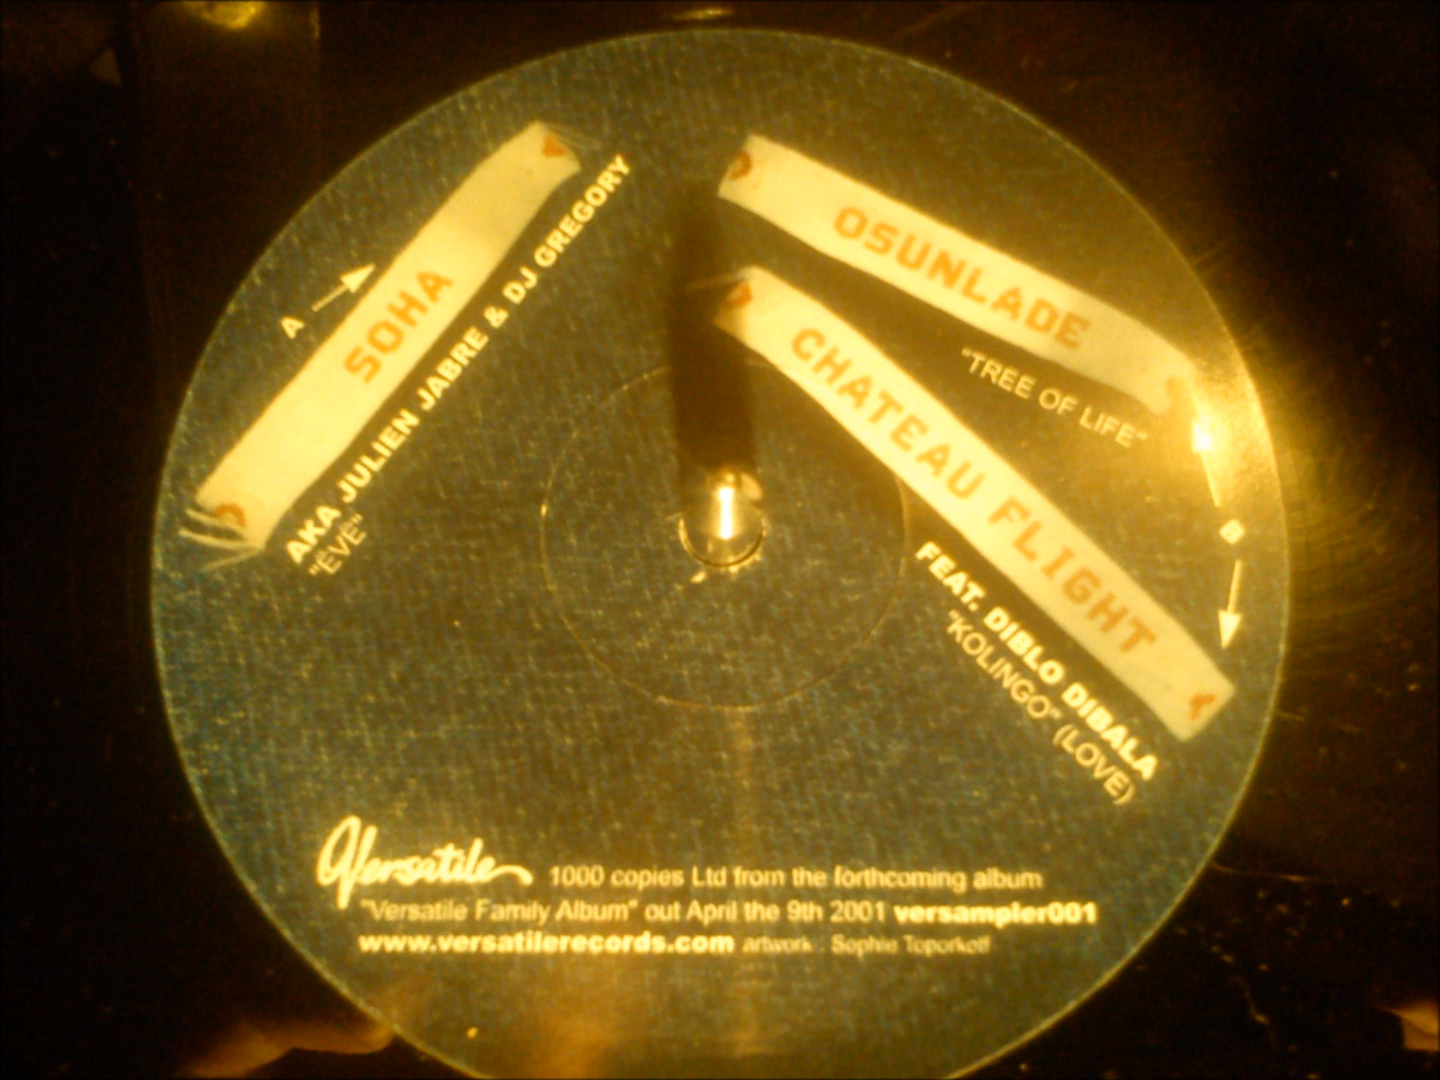 A
SOHA
AKA JULIEN JABRE & DJ GREGORY
"EVE"
OSUNLADE
"TREE OF LIFE"
B
CHATEAU FLIGHT
FEAT. DIBLO DIBALA
"KOLINGO" (LOVE)
Versatile 1000 copies Ltd from the forthcoming album
"Versatile Family Album" out April the 9th 2001 versampler001
www.versatilerecords.com artwork : Sophie Toporkoff